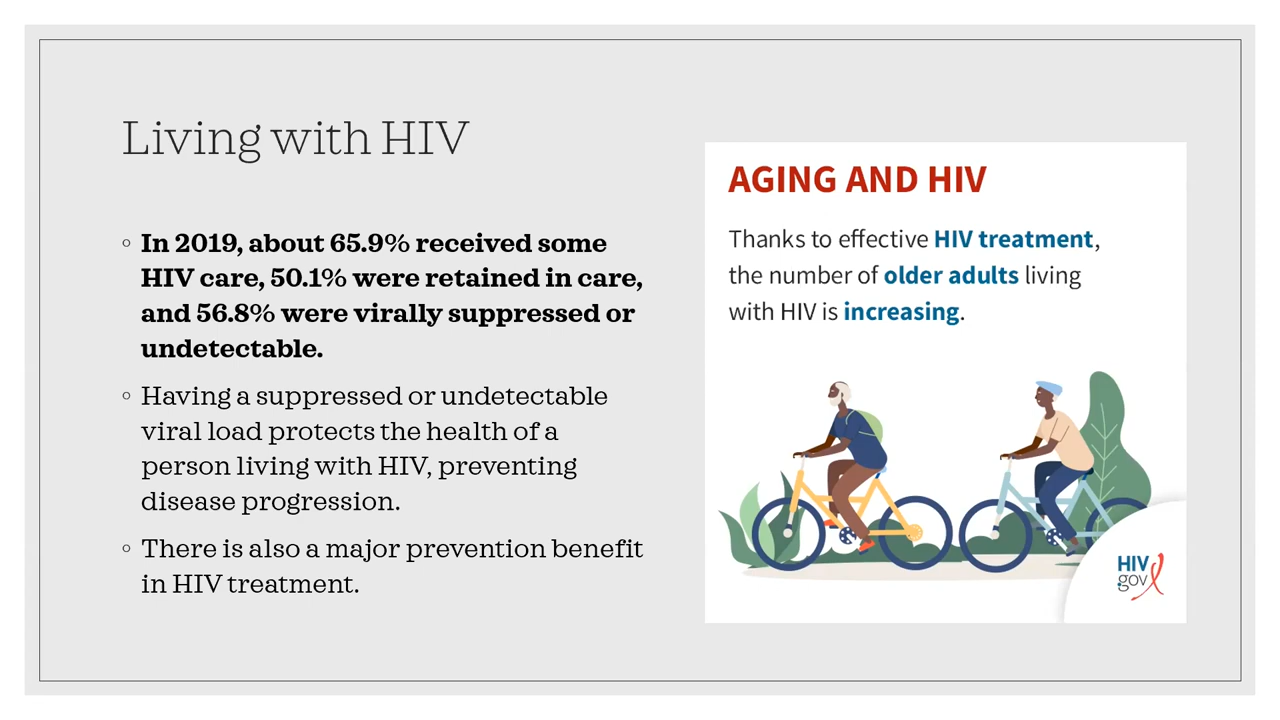 Living with HIV
◦ In 2019, about 65.9% received some
HIV care, 50.1% were retained in care,
and 56.8% were virally suppressed or
undetectable.
◦ Having a suppressed or undetectable
viral load protects the health of a
person living with HIV, preventing
disease progression.
◦ There is also a major prevention benefit
in HIV treatment.
AGING AND HIV
Thanks to effective HIV treatment,
the number of older adults living
with HIV is increasing.
HIV
gov